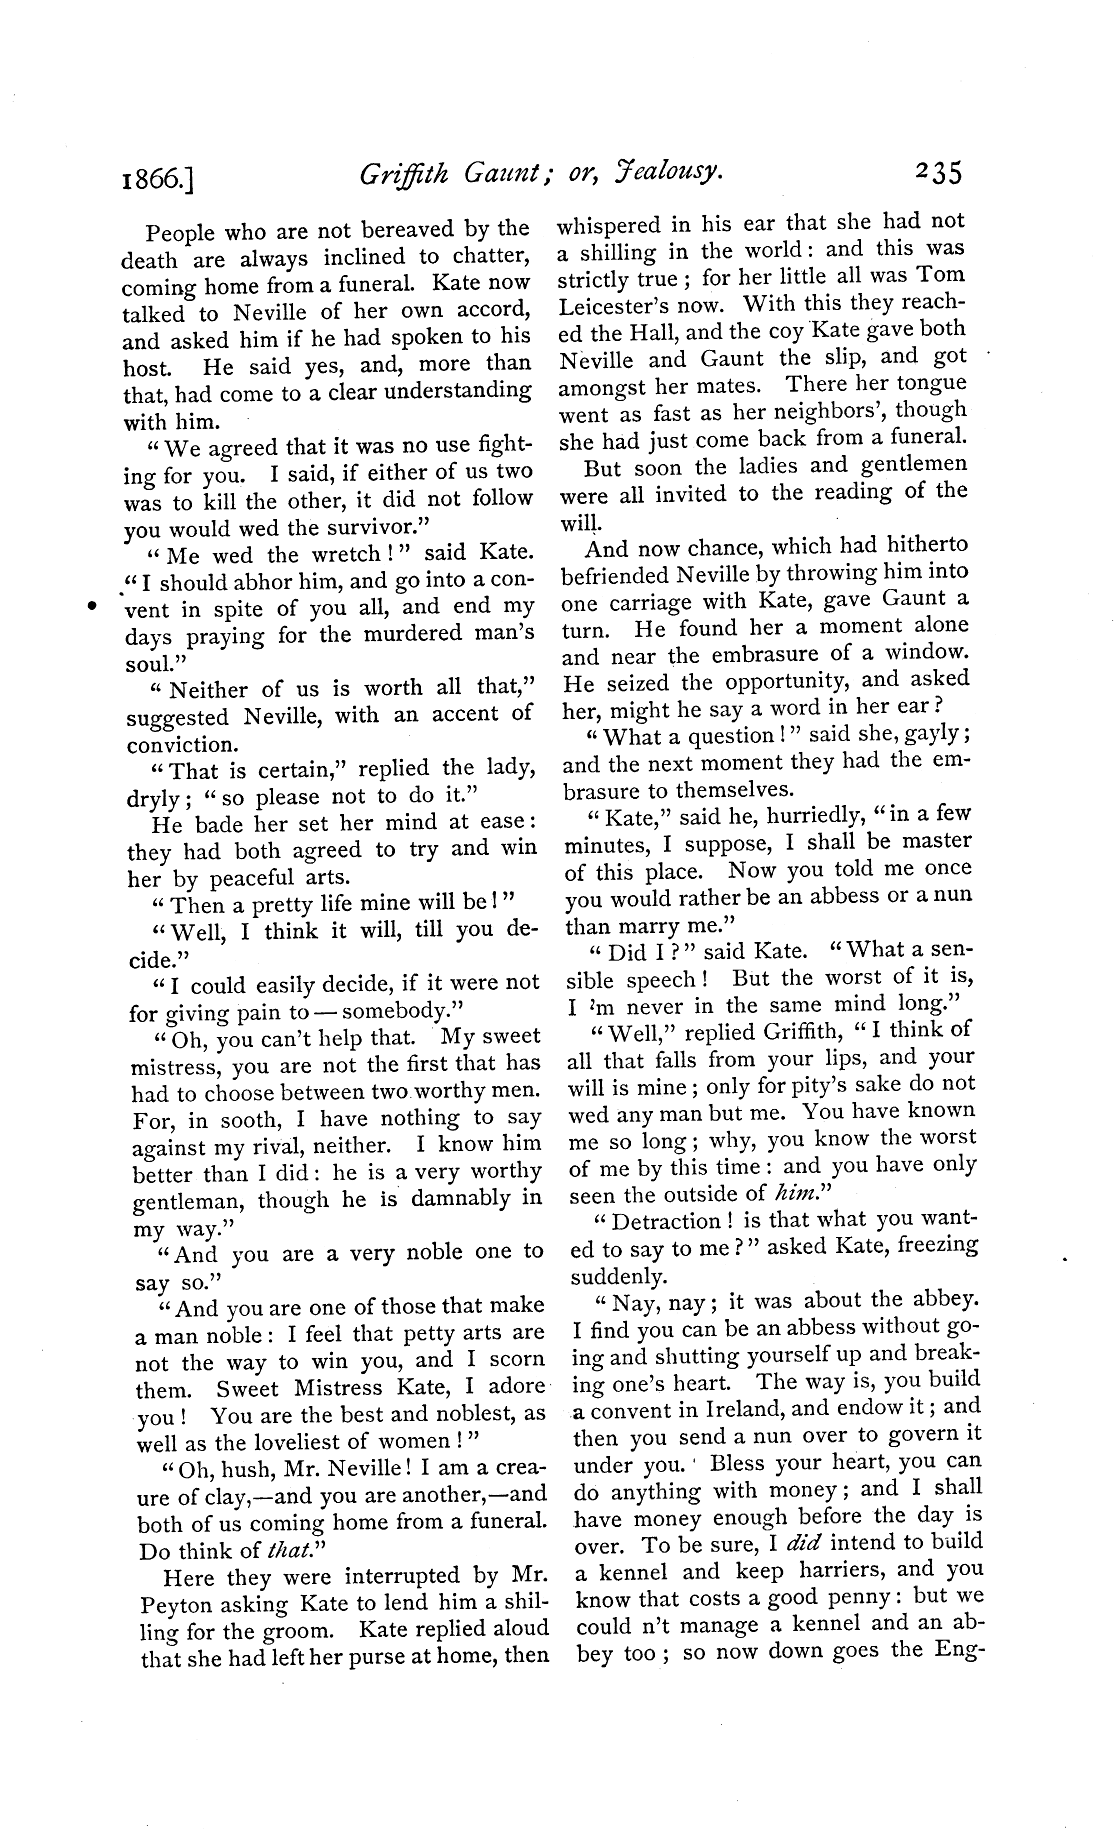 1866.] Griffith Gaunt; or, Jealousy. 235
People who are not bereaved by the
death are always inclined to chatter,
coming home from a funeral. Kate now
talked to Neville of her own accord,
and asked him if he had spoken to his
host. He said yes, and, more than
that, had come to a clear understanding
with him.
“We agreed that it was no use fight-
ing for you. I said, if either of us two
was to kill the other, it did not follow
you would wed the survivor.”
“Me wed the wretch!” said Kate.
“I should abhor him, and go into a con-
vent in spite of you all, and end my
days praying for the murdered man’s
soul.”
“Neither of us is worth all that,”
suggested Neville, with an accent of
conviction.
“That is certain,” replied the lady,
dryly; “so please not to do it.”
He bade her set her mind at ease:
they had both agreed to try and win
her by peaceful arts.
“Then a pretty life mine will be!”
“Well, I think it will, till you de-
cide.”
“I could easily decide, if it were not
for giving pain to — somebody.”
“Oh, you can’t help that. My sweet
mistress, you are not the first that has
had to choose between two worthy men.
For, in sooth, I have nothing to say
against my rival, neither. I know him
better than I did: he is a very worthy
gentleman, though he is damnably in
my way.”
“And you are a very noble one to
say so.”
“And you are one of those that make
a man noble: I feel that petty arts are
not the way to win you, and I scorn
them. Sweet Mistress Kate, I adore
you! You are the best and noblest, as
well as the loveliest of women!”
“Oh, hush, Mr. Neville! I am a crea-
ure of clay,—and you are another,—and
both of us coming home from a funeral.
Do think of that.”
Here they were interrupted by Mr.
Peyton asking Kate to lend him a shil-
ling for the groom. Kate replied aloud
that she had left her purse at home, then
whispered in his ear that she had not
a shilling in the world: and this was
strictly true; for her little all was Tom
Leicester’s now. With this they reach-
ed the Hall, and the coy Kate gave both
Neville and Gaunt the slip, and got
amongst her mates. There her tongue
went as fast as her neighbors’, though
she had just come back from a funeral.
But soon the ladies and gentlemen
were all invited to the reading of the
will.
And now chance, which had hitherto
befriended Neville by throwing him into
one carriage with Kate, gave Gaunt a
turn. He found her a moment alone
and near the embrasure of a window.
He seized the opportunity, and asked
her, might he say a word in her ear?
“What a question!” said she, gayly;
and the next moment they had the em-
brasure to themselves.
“Kate,” said he, hurriedly, “in a few
minutes, I suppose, I shall be master
of this place. Now you told me once
you would rather be an abbess or a nun
than marry me.”
“Did I?” said Kate. “What a sen-
sible speech! But the worst of it is,
I ’m never in the same mind long.”
“Well,” replied Griffith, “I think of
all that falls from your lips, and your
will is mine; only for pity’s sake do not
wed any man but me. You have known
me so long; why, you know the worst
of me by this time: and you have only
seen the outside of him.”
“Detraction! is that what you want-
ed to say to me?” asked Kate, freezing
suddenly.
“Nay, nay; it was about the abbey.
I find you can be an abbess without go-
ing and shutting yourself up and break-
ing one’s heart. The way is, you build
a convent in Ireland, and endow it; and
then you send a nun over to govern it
under you. Bless your heart, you can
do anything with money; and I shall
have money enough before the day is
over. To be sure, I did intend to build
a kennel and keep harriers, and you
know that costs a good penny: but we
could n’t manage a kennel and an ab-
bey too; so now down goes the Eng-